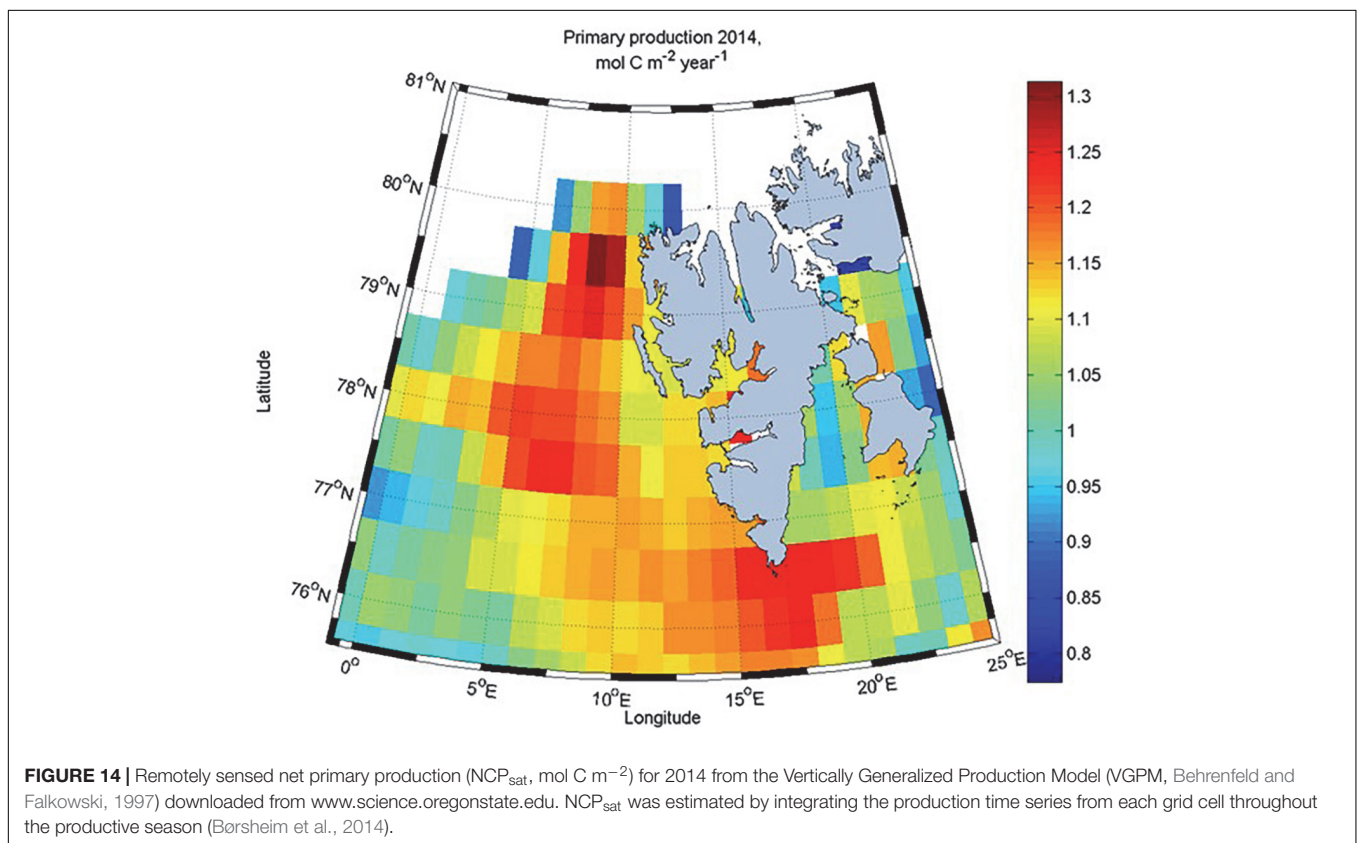 Primary production 2014,
mol C m⁻² year⁻¹
81°N
80°N
79°N
78°N
77°N
76°N
Latitude
0°
5°E
10°E
15°E
20°E
25°E
Longitude
1.3
1.25
1.2
1.15
1.1
1.05
1
0.95
0.9
0.85
0.8
FIGURE 14 | Remotely sensed net primary production (NCPsat, mol C m−2) for 2014 from the Vertically Generalized Production Model (VGPM, Behrenfeld and
Falkowski, 1997) downloaded from www.science.oregonstate.edu. NCPsat was estimated by integrating the production time series from each grid cell throughout
the productive season (Børsheim et al., 2014).